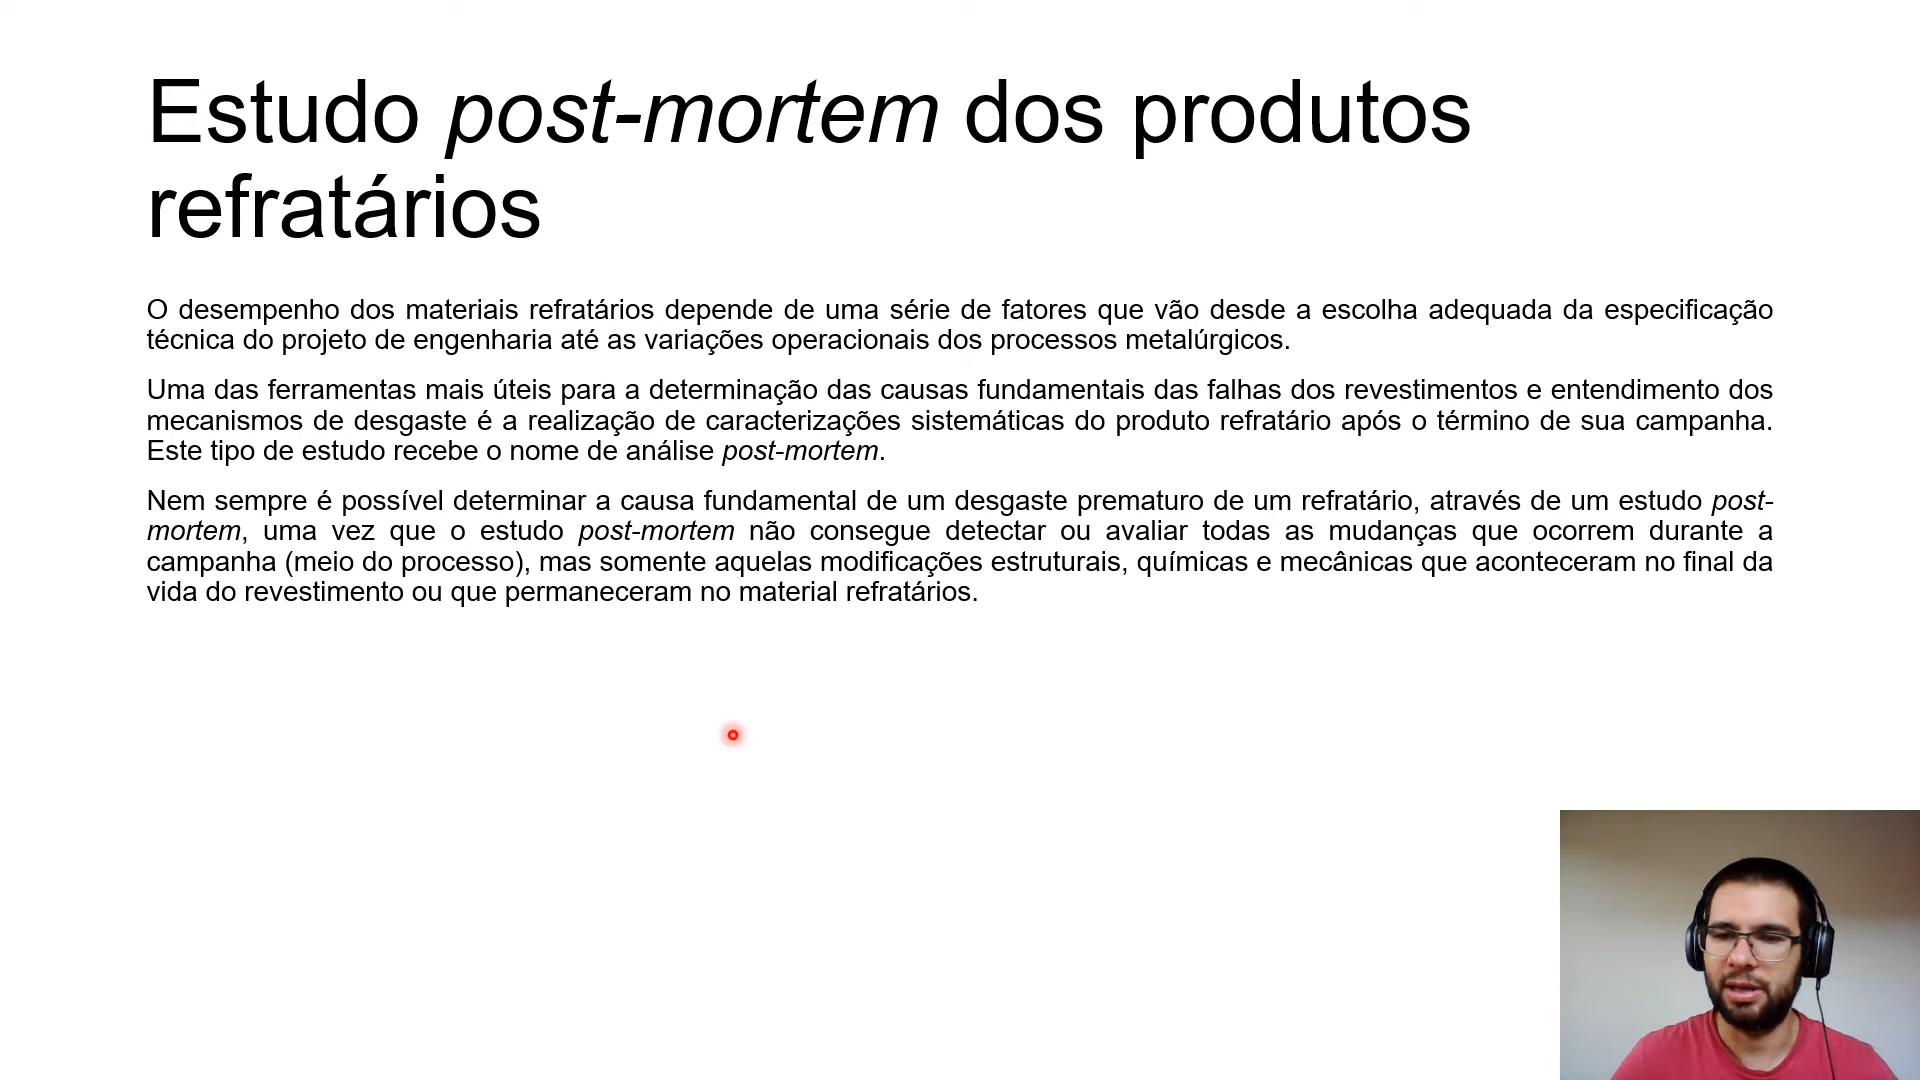 Estudo post-mortem dos produtos
refratários
O desempenho dos materiais refratários depende de uma série de fatores que vão desde a escolha adequada da especificação
técnica do projeto de engenharia até as variações operacionais dos processos metalúrgicos.
Uma das ferramentas mais úteis para a determinação das causas fundamentais das falhas dos revestimentos e entendimento dos
mecanismos de desgaste é a realização de caracterizações sistemáticas do produto refratário após o término de sua campanha.
Este tipo de estudo recebe o nome de análise post-mortem.
Nem sempre é possível determinar a causa fundamental de um desgaste prematuro de um refratário, através de um estudo post-
mortem, uma vez que o estudo post-mortem não consegue detectar ou avaliar todas as mudanças que ocorrem durante a
campanha (meio do processo), mas somente aquelas modificações estruturais, químicas e mecânicas que aconteceram no final da
vida do revestimento ou que permaneceram no material refratários.